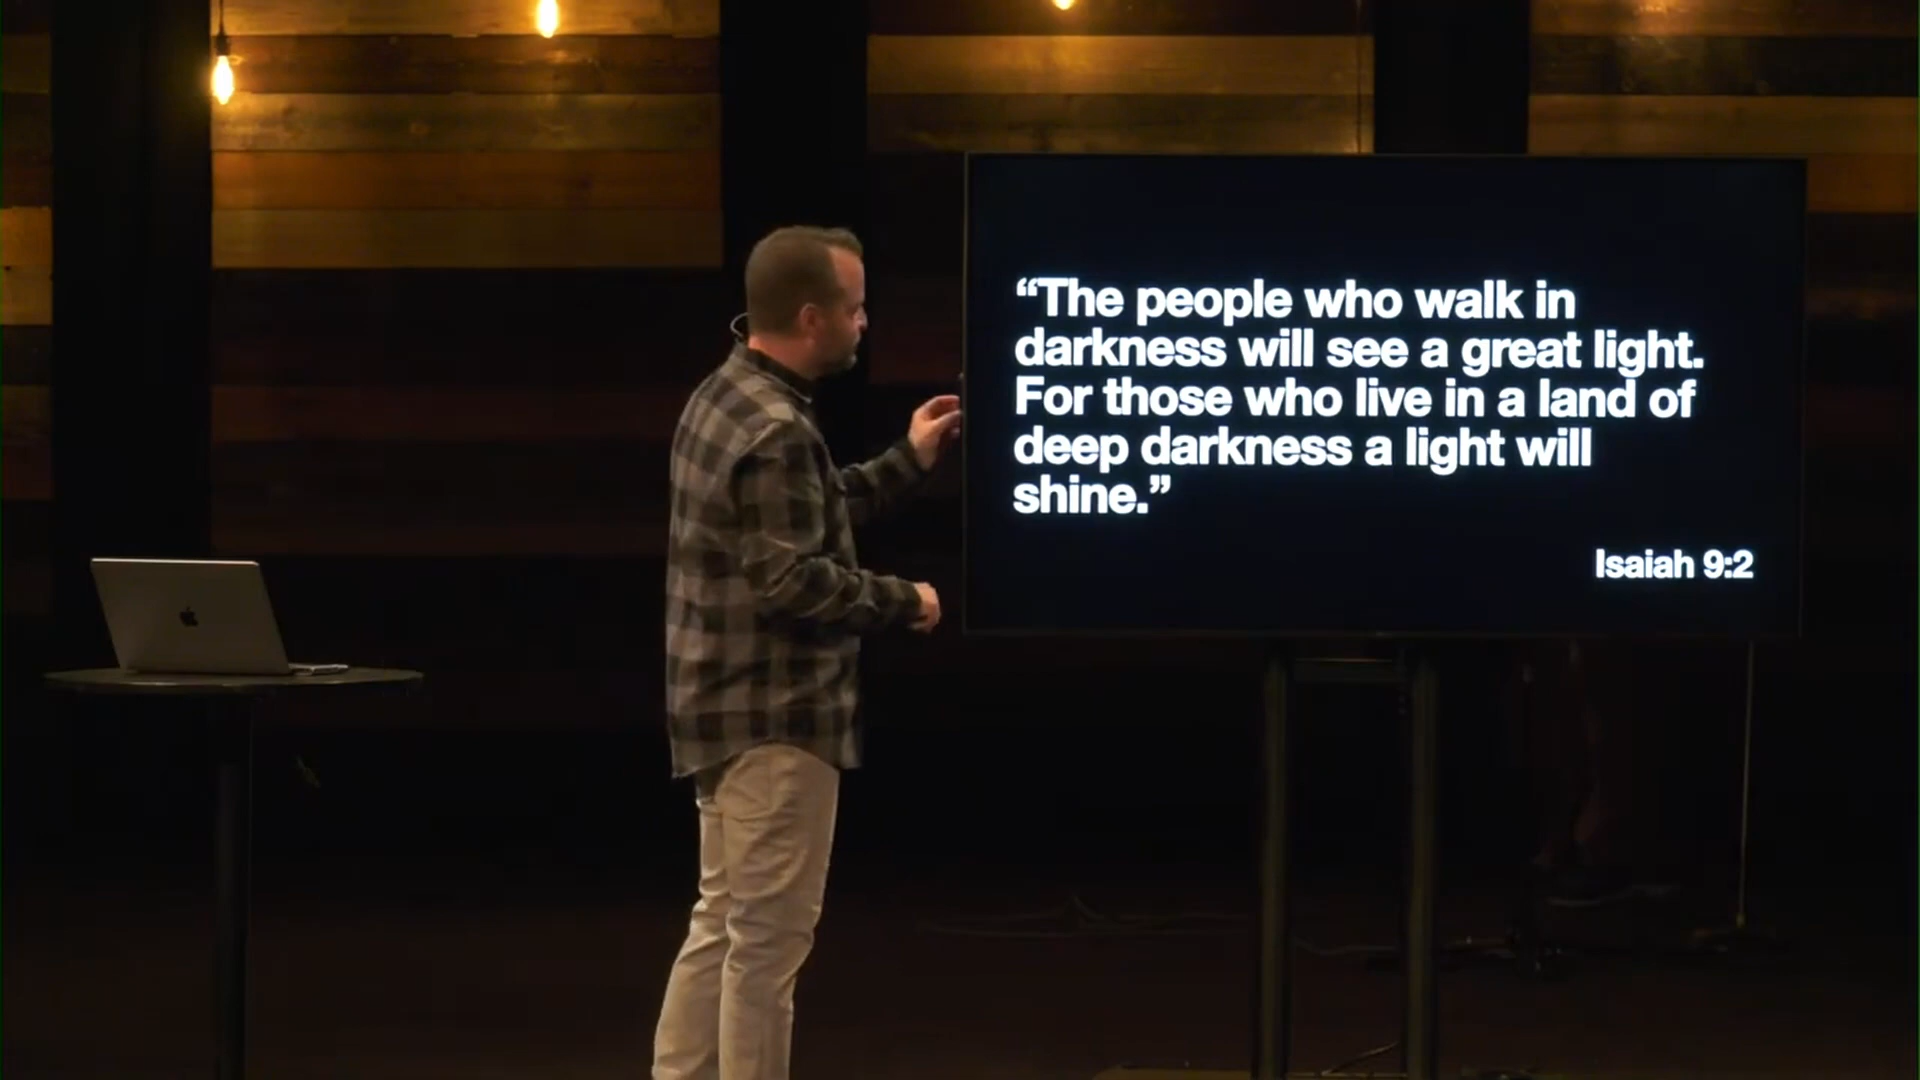 “The people who walk in
darkness will see a great light.
For those who live in a land of
deep darkness a light will
shine.”
Isaiah 9:2